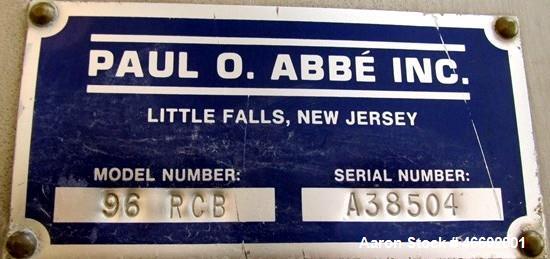 PAUL O. ABBÉ INC.
LITTLE FALLS, NEW JERSEY
MODEL NUMBER: SERIAL NUMBER:
96 RCB A38504